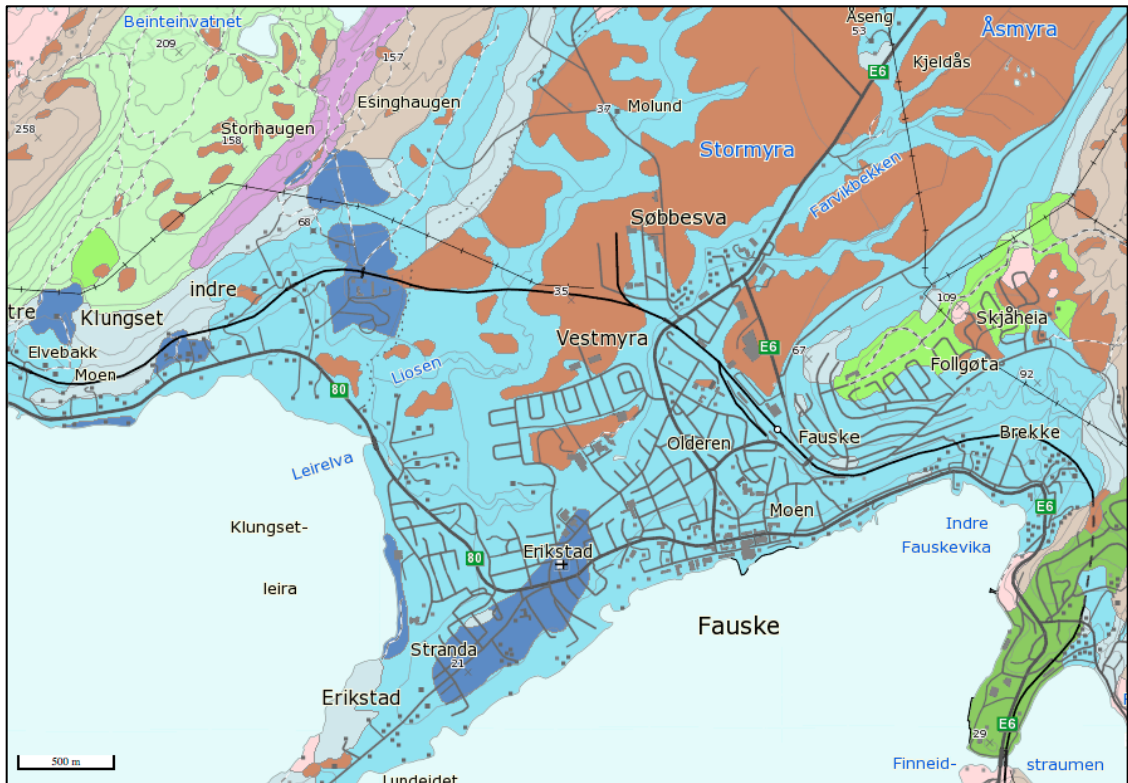 Beinteinvatnet
209
Åseng
53
Åsmyra
E6
Kjeldås
157
Esinghaugen
37
Molund
258
Storhaugen
158
Stormyra
Farvikbekken
Søbbesva
68
indre
35
109
tre
Klungset
Skjåheia
Vestmyra
E6
67
Elvebakk
Moen
Liosen
Follgøta
92
80
Brekke
Olderen
Fauske
Leirelva
E6
Moen
Indre
Fauskevika
Klungset-
leira
80
Erikstad
Fauske
Stranda
21
Erikstad
E6
29
500 m
Lundeidet
Finneid-
straumen